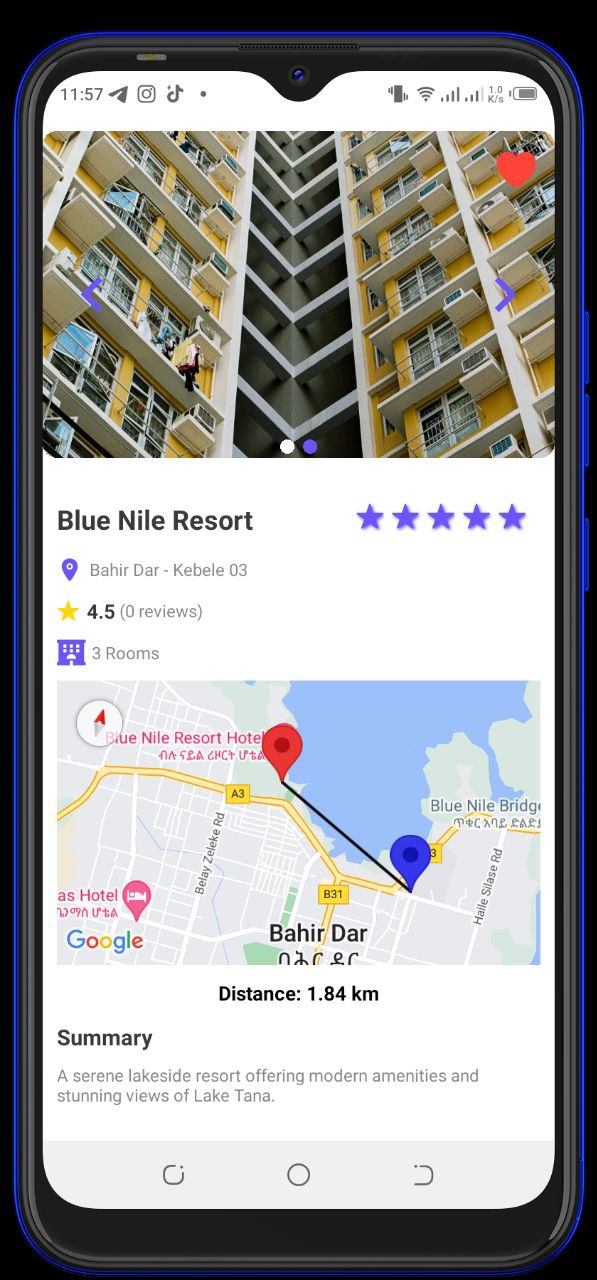 11:57
1.0
K/s
Blue Nile Resort
Bahir Dar - Kebele 03
4.5 (0 reviews)
3 Rooms
Blue Nile Resort Hotel
ብሉ ናይል ሪዞርት ሆቴል
A3
Blue Nile Bridge
ጥቁር አባይ ድልድይ
3
Belay Zeleke Rd
Haile Silase Rd
as Hotel
ጌንማስ ሆቴል
B31
Bahir Dar
ባሕር ዳር
Google
Distance: 1.84 km
Summary
A serene lakeside resort offering modern amenities and
stunning views of Lake Tana.